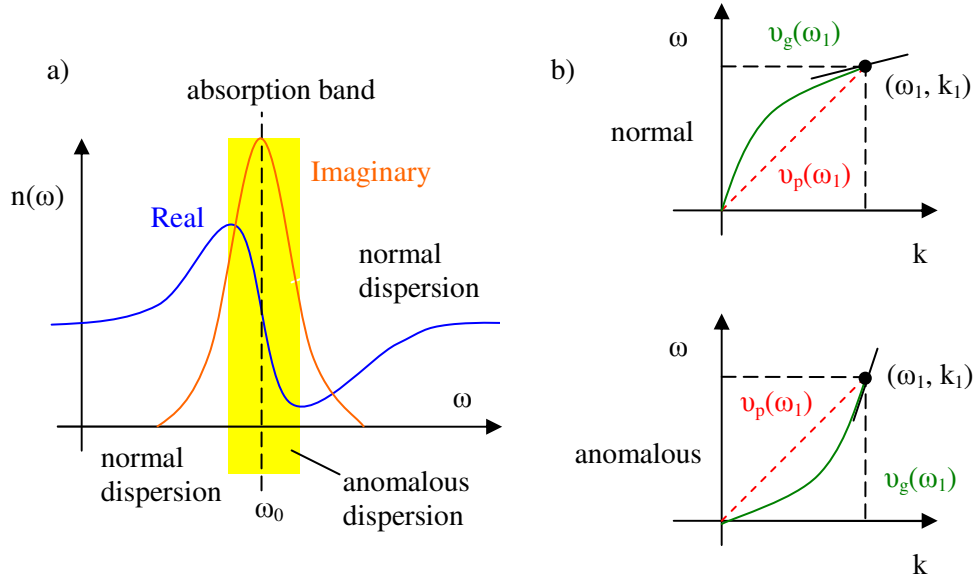 a)
absorption band
n(ω)
Real
Imaginary
normal
dispersion
ω
normal
dispersion
ω₀
anomalous
dispersion
b)
ω
υg(ω₁)
(ω₁, k₁)
normal
υp(ω₁)
k
ω
(ω₁, k₁)
υp(ω₁)
anomalous
υg(ω₁)
k